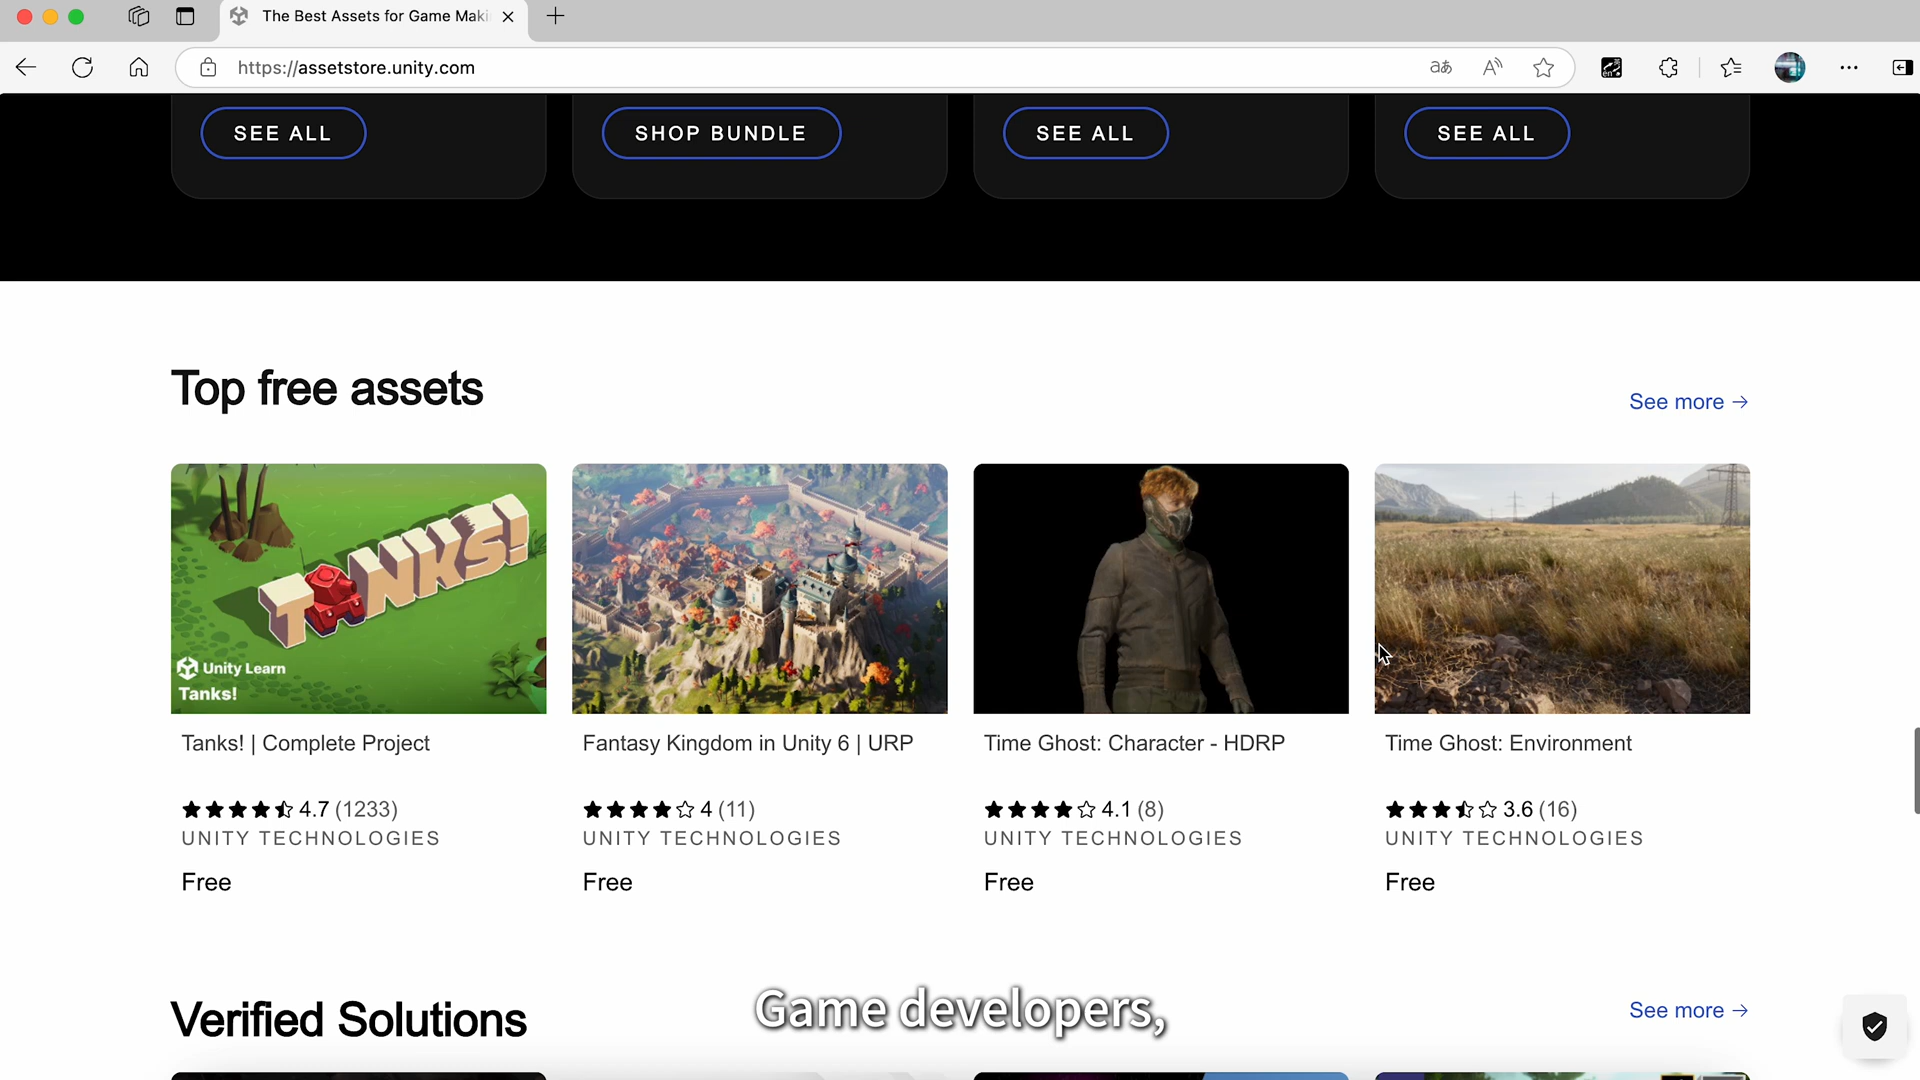 The Best Assets for Game Maki
https://assetstore.unity.com
SEE ALL
SHOP BUNDLE
SEE ALL
SEE ALL
Top free assets
See more →
TANKS!
Unity Learn
Tanks!
Tanks! | Complete Project
4.7 (1233)
UNITY TECHNOLOGIES
Free
Fantasy Kingdom in Unity 6 | URP
4 (11)
UNITY TECHNOLOGIES
Free
Time Ghost: Character - HDRP
4.1 (8)
UNITY TECHNOLOGIES
Free
Time Ghost: Environment
3.6 (16)
UNITY TECHNOLOGIES
Free
Verified Solutions
See more →
Game developers,